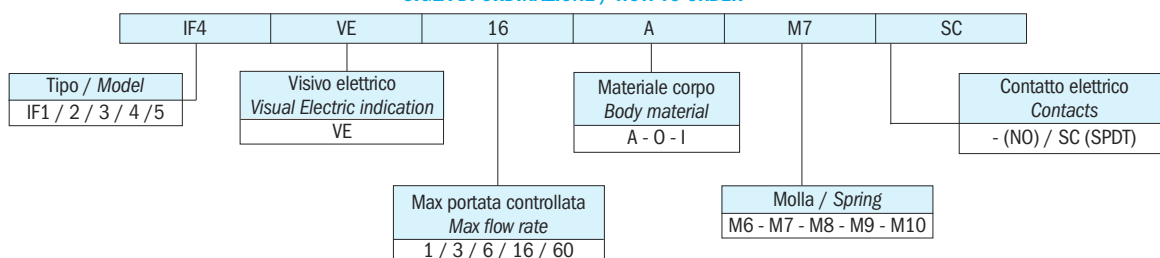 IF4 VE 16 A M7 SC
Tipo / Model
IF1 / 2 / 3 / 4 /5
Visivo elettrico
Visual Electric indication
VE
Materiale corpo
Body material
A - O - I
Contatto elettrico
Contacts
- (NO) / SC (SPDT)
Max portata controllata
Max flow rate
1 / 3 / 6 / 16 / 60
Molla / Spring
M6 - M7 - M8 - M9 - M10